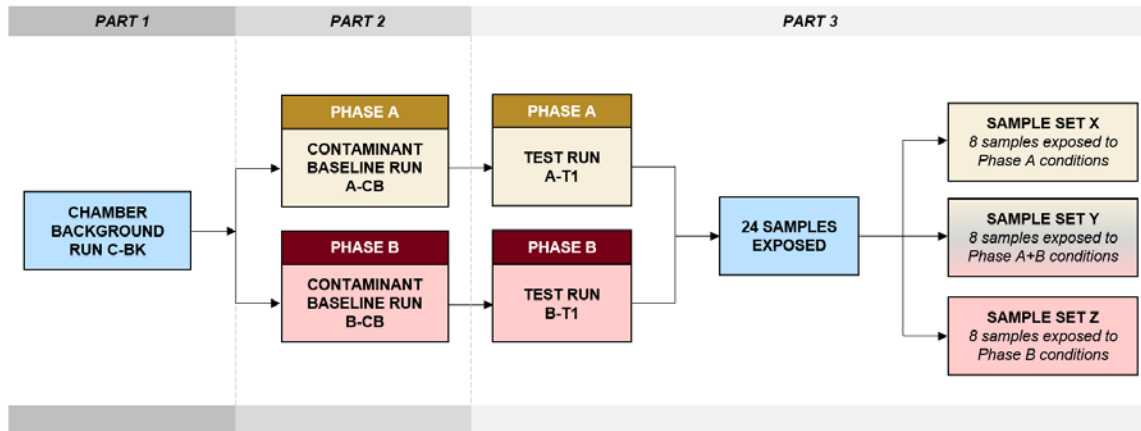 PART 1
PART 2
PART 3
CHAMBER
BACKGROUND
RUN C-BK
PHASE A
CONTAMINANT
BASELINE RUN
A-CB
PHASE B
CONTAMINANT
BASELINE RUN
B-CB
PHASE A
TEST RUN
A-T1
PHASE B
TEST RUN
B-T1
24 SAMPLES
EXPOSED
SAMPLE SET X
8 samples exposed to
Phase A conditions
SAMPLE SET Y
8 samples exposed to
Phase A+B conditions
SAMPLE SET Z
8 samples exposed to
Phase B conditions